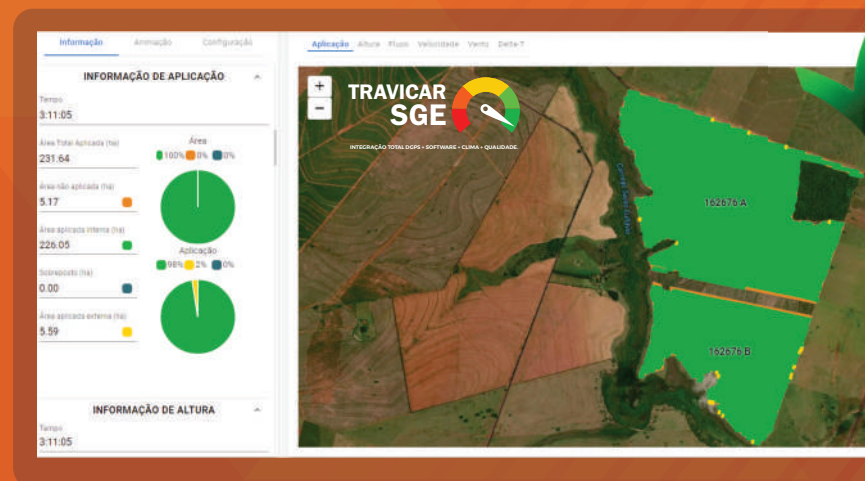 Informação Animação Configuração
INFORMAÇÃO DE APLICAÇÃO
Tempo
3:11:05
Área Total Aplicada (ha)
231.64
Área não aplicada (ha)
5.17
Área aplicada interna (ha)
226.05
Sobreposto (ha)
0.00
Área aplicada externa (ha)
5.59
Área
100% 0% 0%
Aplicação
98% 2% 0%
INFORMAÇÃO DE ALTURA
Tempo
3:11:05
Aplicação Altura Fluxo Velocidade Vento Delta T
+
−
TRAVICAR
SGE
INTEGRAÇÃO TOTAL DGPS • SOFTWARE • CLIMA • QUALIDADE.
162676 A
162676 B